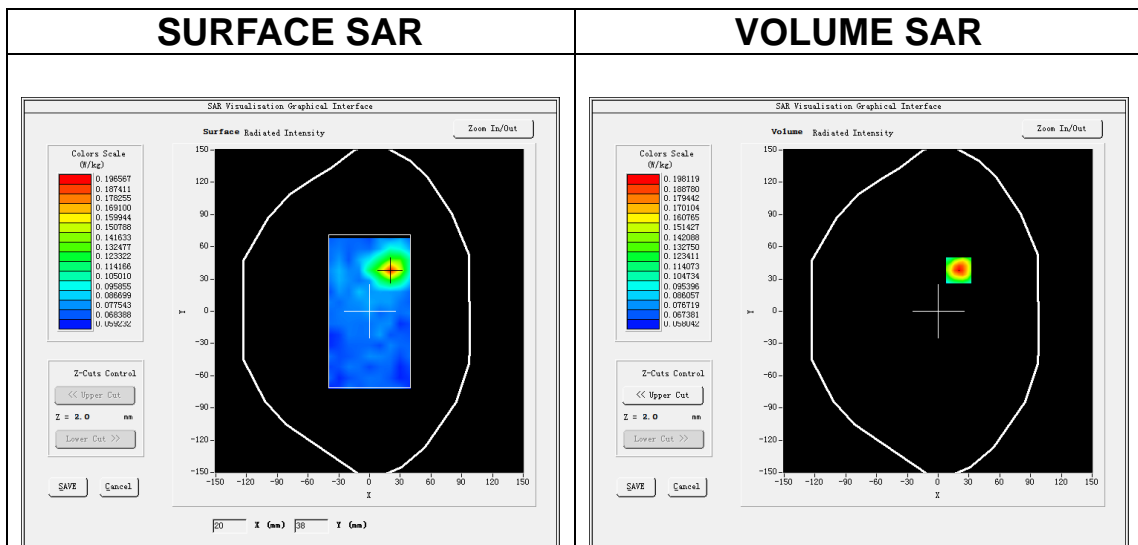 SURFACE SAR
VOLUME SAR
SAR Visualisation Graphical Interface
Surface Radiated Intensity
Zoom In/Out
Colors Scale
(W/kg)
0.196567
0.187411
0.178255
0.169100
0.159944
0.150788
0.141633
0.132477
0.123322
0.114166
0.105010
0.095855
0.086699
0.077543
0.068388
0.059232
Z-Cuts Control
<< Upper Cut
Z = 2.0 mm
Lower Cut >>
SAVE
Cancel
150
120
90
60
30
0
-30
-60
-90
-120
-150
Y
-150 -120 -90 -60 -30 0 30 60 90 120 150
X
20 X (mm) 38 Y (mm)
SAR Visualisation Graphical Interface
Volume Radiated Intensity
Zoom In/Out
Colors Scale
(W/kg)
0.198119
0.188780
0.179442
0.170104
0.160765
0.151427
0.142088
0.132750
0.123411
0.114073
0.104734
0.095396
0.086057
0.076719
0.067381
0.058042
Z-Cuts Control
<< Upper Cut
Z = 2.0 mm
Lower Cut >>
SAVE
Cancel
150
120
90
60
30
0
-30
-60
-90
-120
-150
Y
-150 -120 -90 -60 -30 0 30 60 90 120 150
X